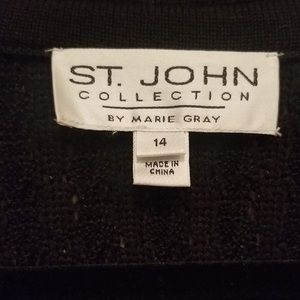 ST. JOHN
COLLECTION
BY MARIE GRAY
14
MADE IN
CHINA